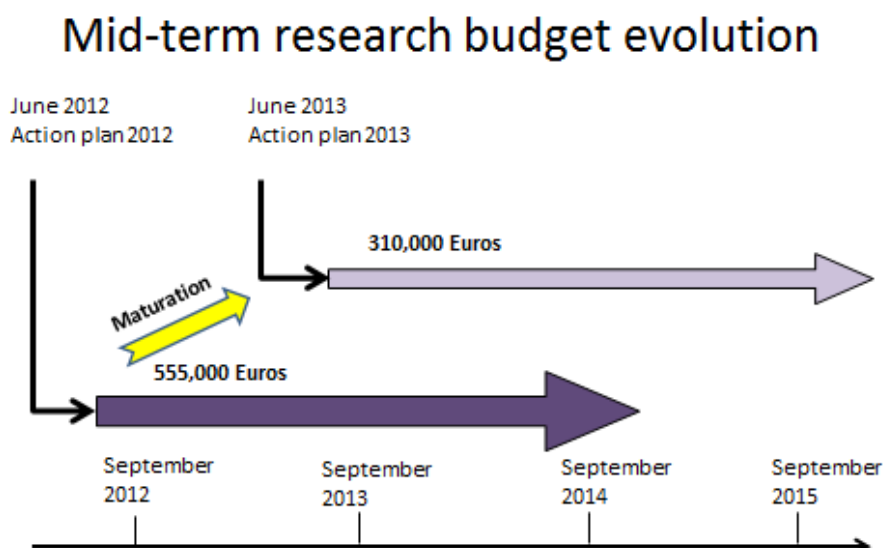 Mid-term research budget evolution
June 2012
Action plan 2012
June 2013
Action plan 2013
310,000 Euros
Maturation
555,000 Euros
September
2012
September
2013
September
2014
September
2015